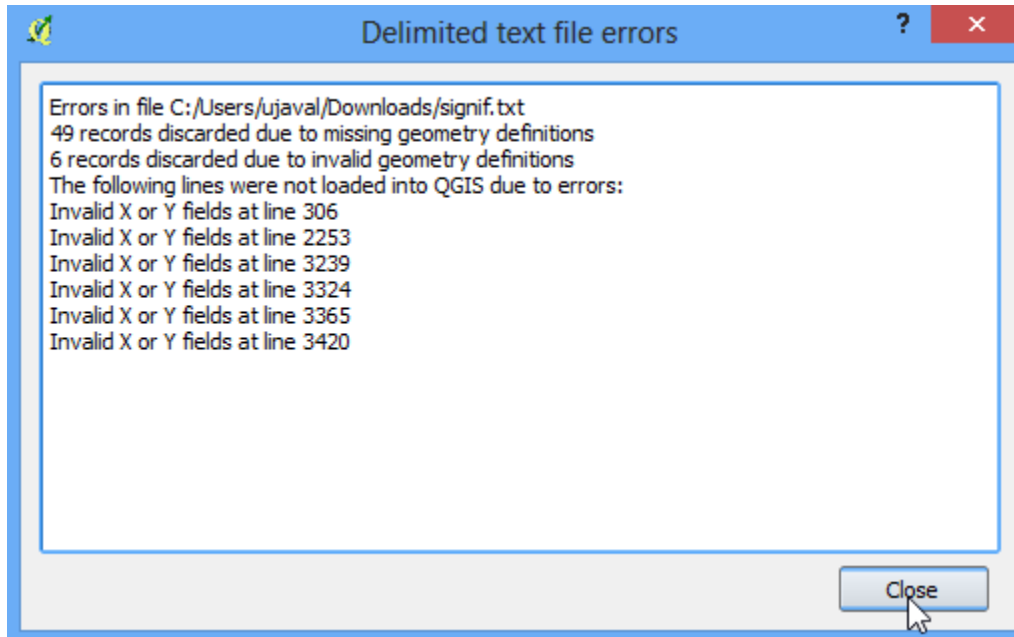 Delimited text file errors
?
×
Errors in file C:/Users/ujaval/Downloads/signif.txt
49 records discarded due to missing geometry definitions
6 records discarded due to invalid geometry definitions
The following lines were not loaded into QGIS due to errors:
Invalid X or Y fields at line 306
Invalid X or Y fields at line 2253
Invalid X or Y fields at line 3239
Invalid X or Y fields at line 3324
Invalid X or Y fields at line 3365
Invalid X or Y fields at line 3420
Close